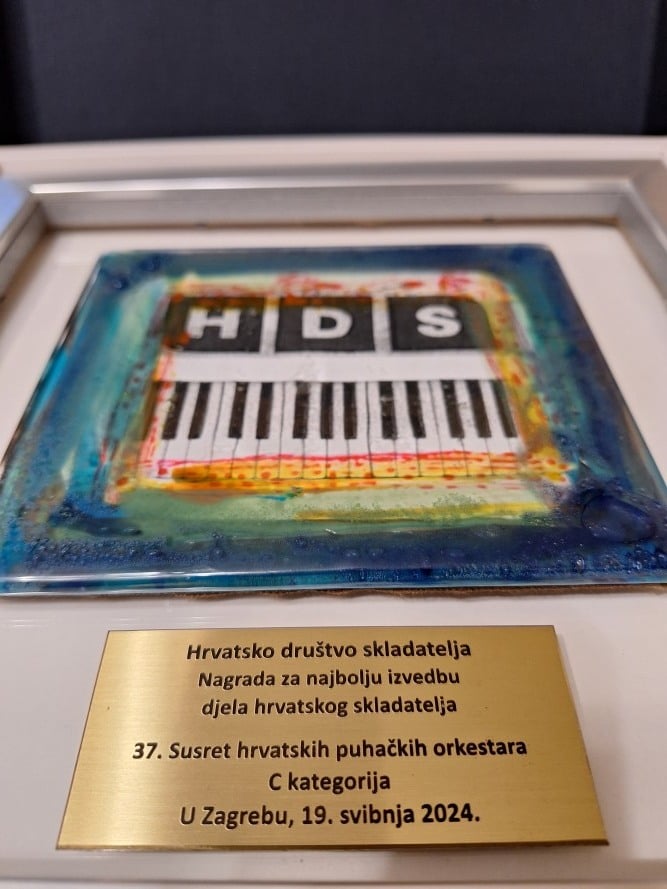 HDS
Hrvatsko društvo skladatelja
Nagrada za najbolju izvedbu
djela hrvatskog skladatelja
37. Susret hrvatskih puhačkih orkestara
C kategorija
U Zagrebu, 19. svibnja 2024.